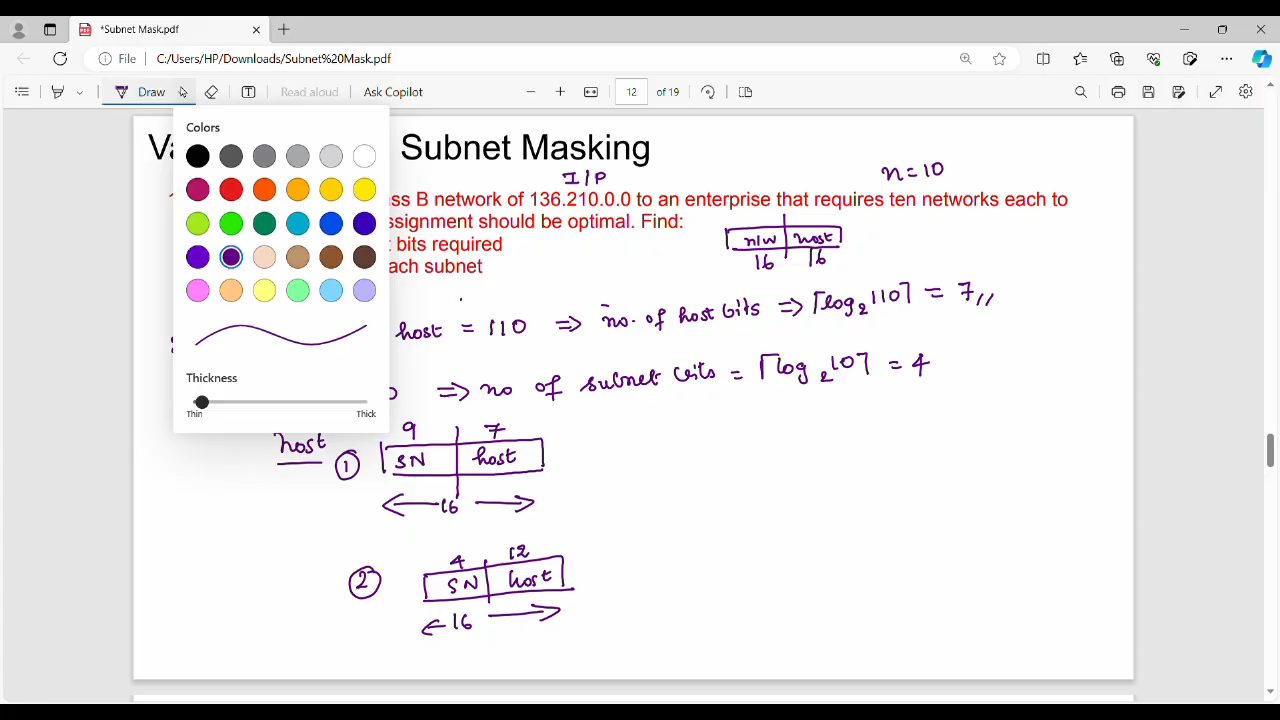 *Subnet Mask.pdf
File C:/Users/HP/Downloads/Subnet%20Mask.pdf
Draw Read aloud Ask Copilot 12 of 19
Colors
Thickness
Thin Thick
Va Subnet Masking
I/P n=10
ss B network of 136.210.0.0 to an enterprise that requires ten networks each to
assignment should be optimal. Find:
bits required
each subnet
n/w host
16 16
host = 110 ⇒ no. of host bits ⇒ ⌈log₂110⌉ = 7,,
0 ⇒ no of subnet bits = ⌈log₂10⌉ = 4
host
9 7
① SN host
← 16 →
4 12
② SN host
← 16 →